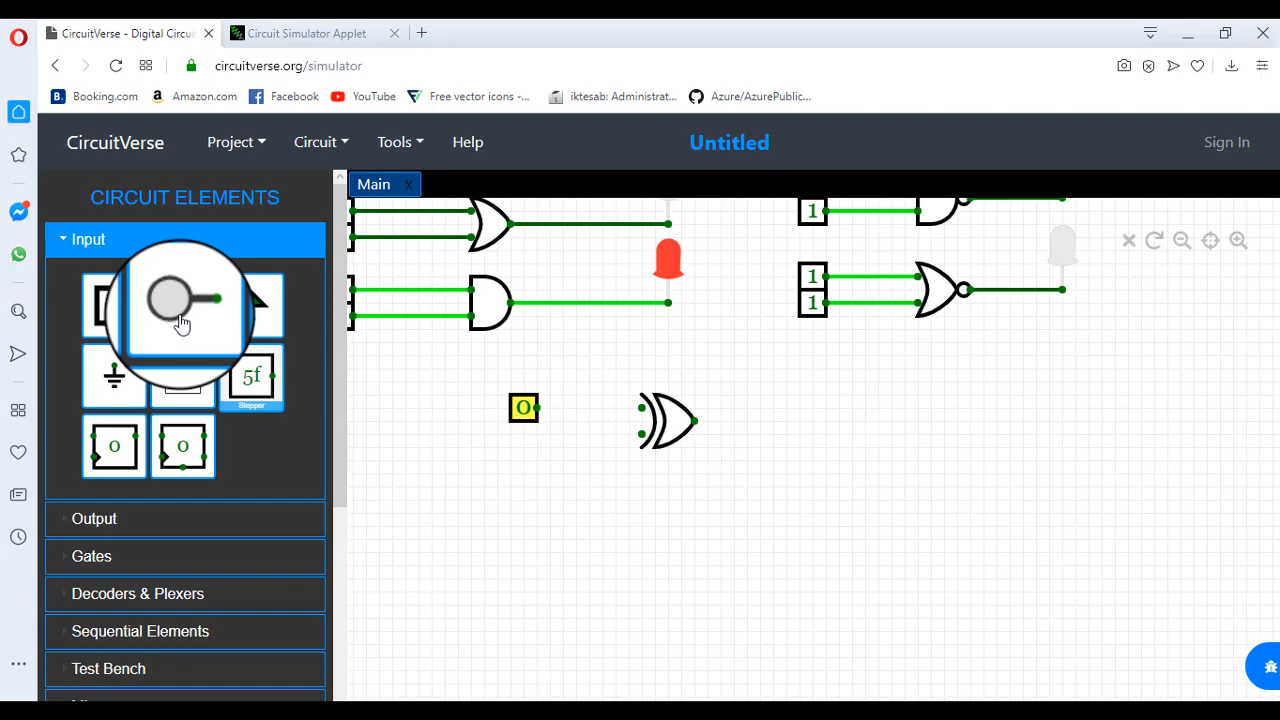 CircuitVerse - Digital Circui
Circuit Simulator Applet
circuitverse.org/simulator
B. Booking.com
a Amazon.com
Facebook
YouTube
Free vector icons -...
iktesab: Administrat...
Azure/AzurePublic...
CircuitVerse
Project
Circuit
Tools
Help
Untitled
Sign In
CIRCUIT ELEMENTS
Main X
Input
1
1
1
5f
Stepper
0
0
0
Output
Gates
Decoders & Plexers
Sequential Elements
Test Bench